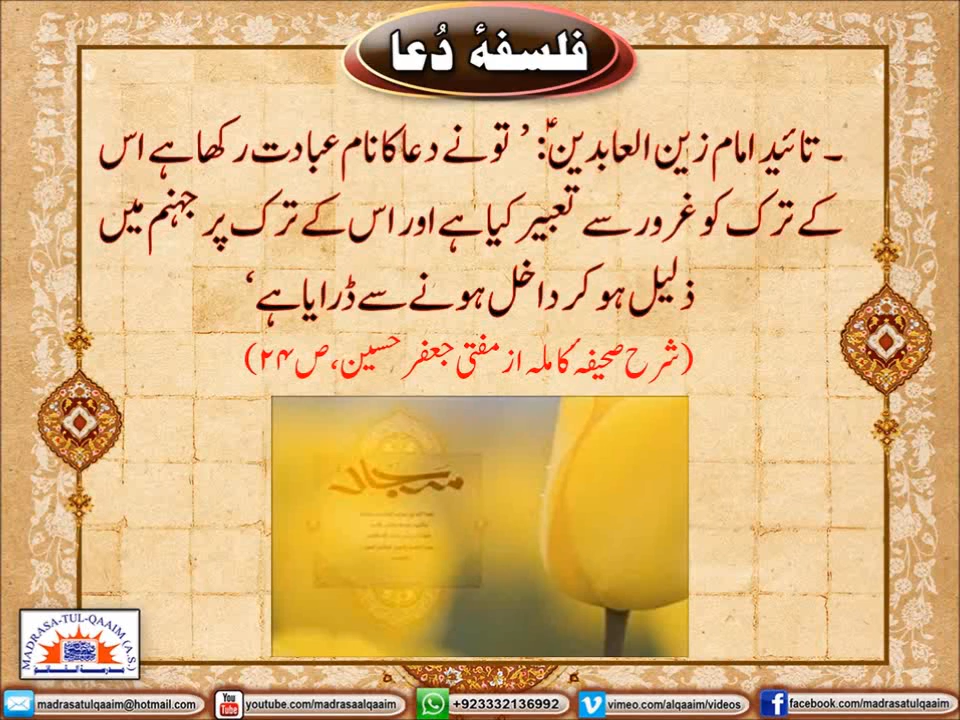 فلسفۂ دُعا
۔ تائیدِ امام زین العابدینؑ: ’ تو نے دعا کا نام عبادت رکھا ہے اس
کے ترک کو غرور سے تعبیر کیا ہے اور اس کے ترک پر جہنم میں
ذلیل ہو کر داخل ہونے سے ڈرایا ہے‘
(شرح صحیفۂ کاملہ از مفتی جعفر حسین، ص ۲۴)
MADRASA-TUL-QAAIM (A.S.)
madrasatulqaaim@hotmail.com
youtube.com/madrasaalqaaim
+923332136992
vimeo.com/alqaaim/videos
facebook.com/madrasatulqaaim